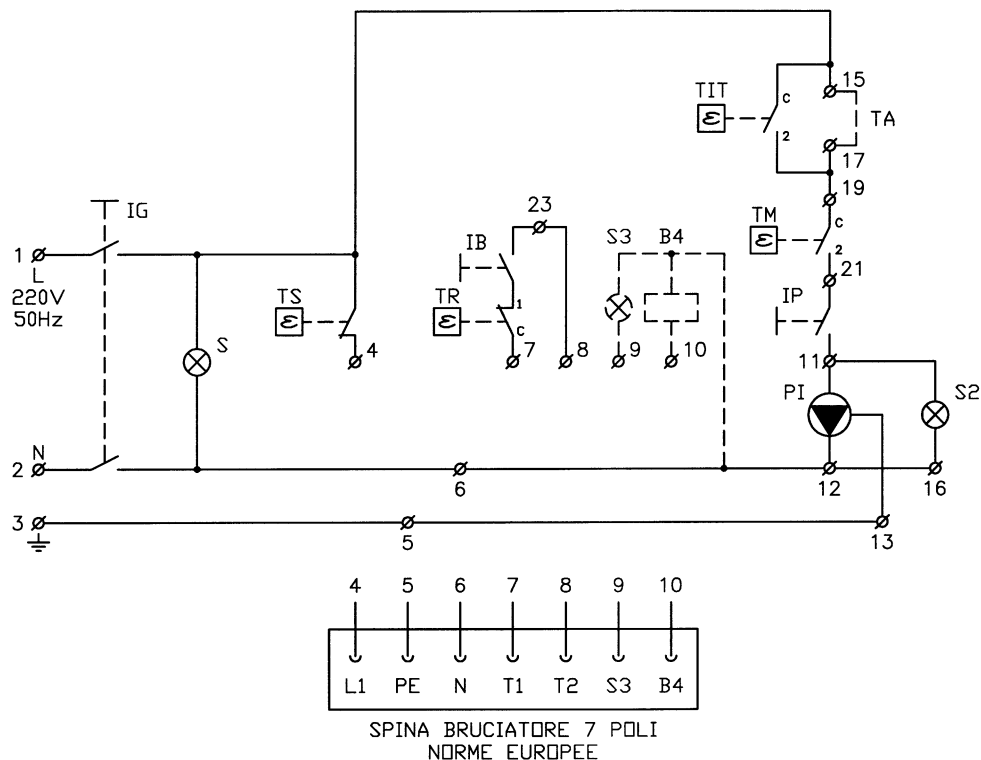 TIT
C
2
15
TA
17
19
TM
C
2
21
IP
11
PI
S2
12
16
13
IG
1
L
220V
50Hz
TS
ε
4
S
23
IB
TR
1
C
7
8
S3
B4
9
10
N
2
6
3
5
4 5 6 7 8 9 10
L1 PE N T1 T2 S3 B4
SPINA BRUCIATORE 7 POLI
NORME EUROPEE